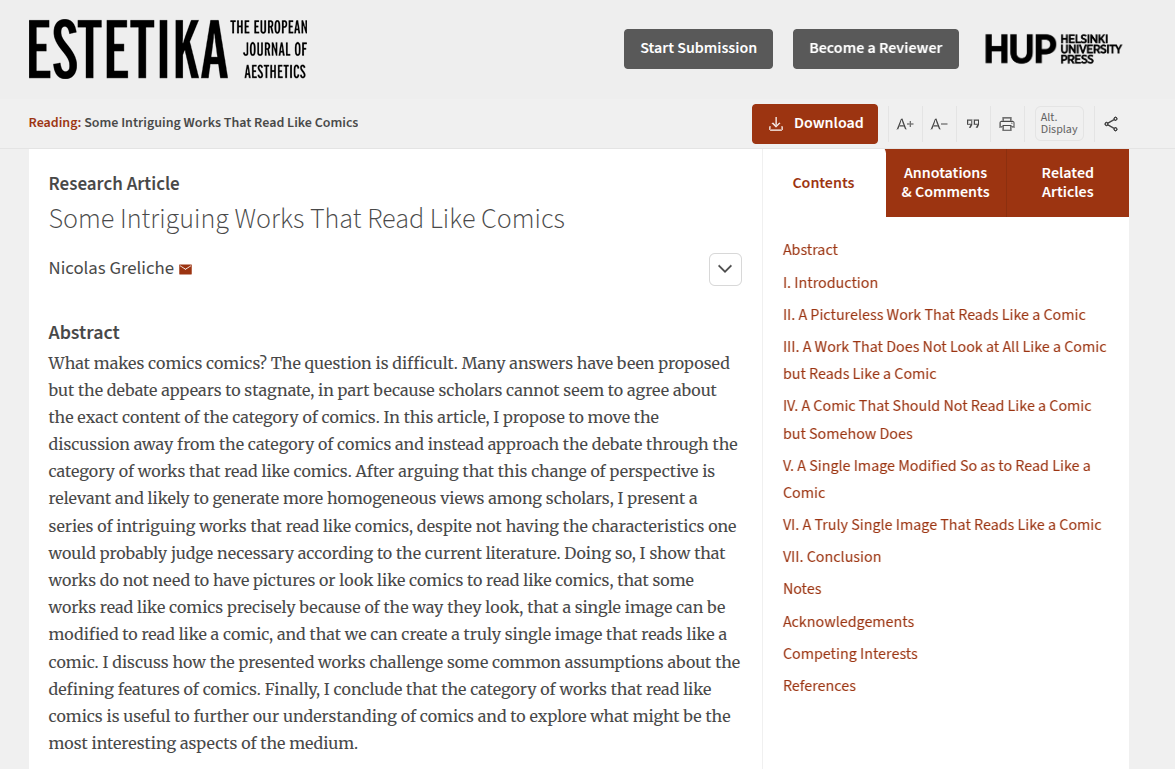 ESTETIKA
THE EUROPEAN
JOURNAL OF
AESTHETICS
Start Submission
Become a Reviewer
HUP
HELSINKI
UNIVERSITY
PRESS
Reading: Some Intriguing Works That Read Like Comics
Download
A+
A−
Alt.
Display
Research Article
Some Intriguing Works That Read Like Comics
Nicolas Greliche
Abstract
What makes comics comics? The question is difficult. Many answers have been proposed
but the debate appears to stagnate, in part because scholars cannot seem to agree about
the exact content of the category of comics. In this article, I propose to move the
discussion away from the category of comics and instead approach the debate through the
category of works that read like comics. After arguing that this change of perspective is
relevant and likely to generate more homogeneous views among scholars, I present a
series of intriguing works that read like comics, despite not having the characteristics one
would probably judge necessary according to the current literature. Doing so, I show that
works do not need to have pictures or look like comics to read like comics, that some
works read like comics precisely because of the way they look, that a single image can be
modified to read like a comic, and that we can create a truly single image that reads like a
comic. I discuss how the presented works challenge some common assumptions about the
defining features of comics. Finally, I conclude that the category of works that read like
comics is useful to further our understanding of comics and to explore what might be the
most interesting aspects of the medium.
Contents
Annotations
& Comments
Related
Articles
Abstract
I. Introduction
II. A Pictureless Work That Reads Like a Comic
III. A Work That Does Not Look at All Like a Comic
but Reads Like a Comic
IV. A Comic That Should Not Read Like a Comic
but Somehow Does
V. A Single Image Modified So as to Read Like a
Comic
VI. A Truly Single Image That Reads Like a Comic
VII. Conclusion
Notes
Acknowledgements
Competing Interests
References